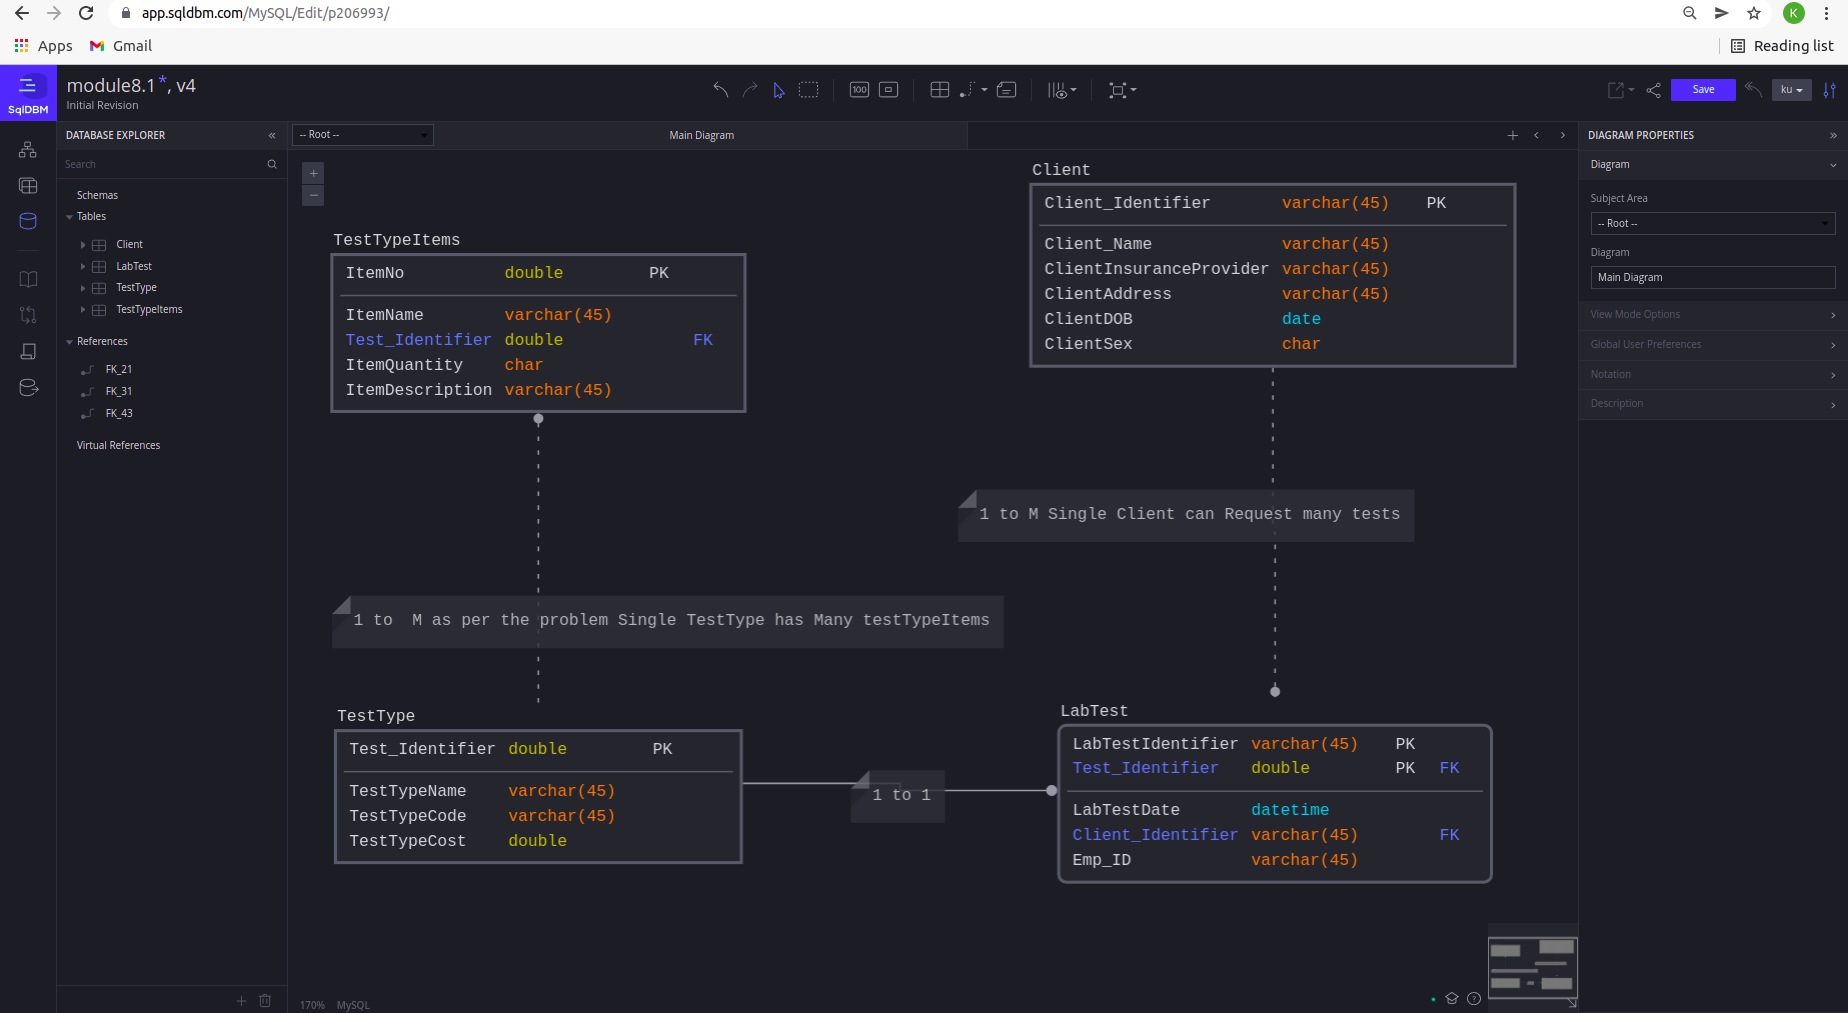 app.sqldbm.com/MySQL/Edit/p206993/
K
Apps
Gmail
Reading list
SqlDBM
module8.1*, v4
Initial Revision
100
Save
ku
DATABASE EXPLORER
«
-- Root --
Main Diagram
DIAGRAM PROPERTIES
»
Search
Schemas
Tables
Client
LabTest
TestType
TestTypeItems
References
FK_21
FK_31
FK_43
Virtual References
+
−
TestTypeItems
ItemNo double PK
ItemName varchar(45)
Test_Identifier double FK
ItemQuantity char
ItemDescription varchar(45)
Client
Client_Identifier varchar(45) PK
Client_Name varchar(45)
ClientInsuranceProvider varchar(45)
ClientAddress varchar(45)
ClientDOB date
ClientSex char
1 to M Single Client can Request many tests
1 to  M as per the problem Single TestType has Many testTypeItems
TestType
Test_Identifier double PK
TestTypeName varchar(45)
TestTypeCode varchar(45)
TestTypeCost double
1 to 1
LabTest
LabTestIdentifier varchar(45) PK
Test_Identifier double PK FK
LabTestDate datetime
Client_Identifier varchar(45) FK
Emp_ID varchar(45)
Diagram
Subject Area
-- Root --
Diagram
Main Diagram
View Mode Options
Global User Preferences
Notation
Description
170% MySQL